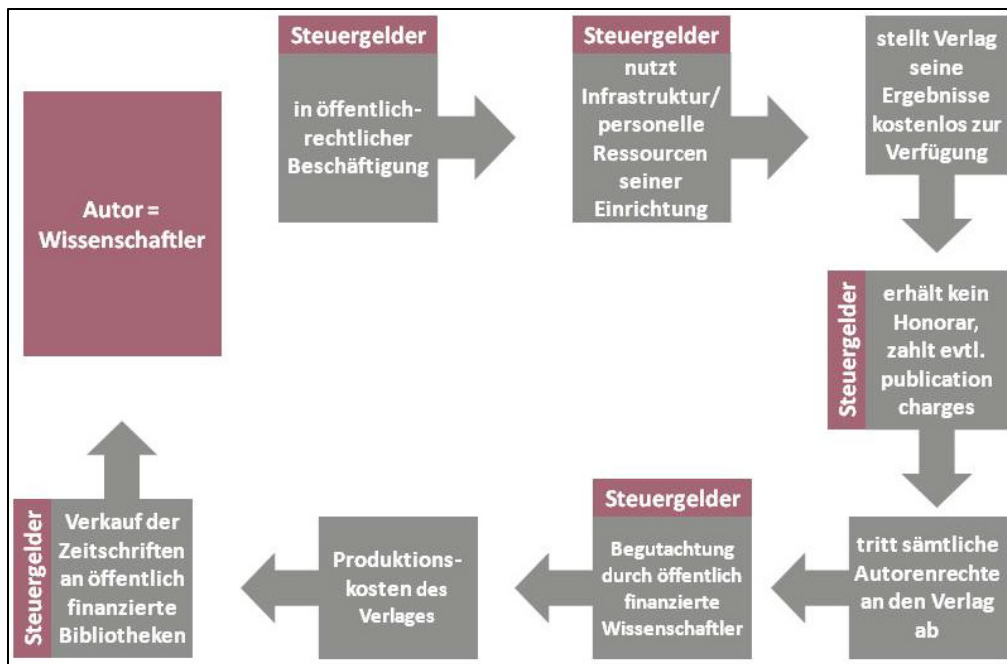 Autor =
Wissenschaftler
Steuergelder
in öffentlich-
rechtlicher
Beschäftigung
Steuergelder
nutzt
Infrastruktur/
personelle
Ressourcen
seiner
Einrichtung
stellt Verlag
seine
Ergebnisse
kostenlos zur
Verfügung
Steuergelder
erhält kein
Honorar,
zahlt evtl.
publication
charges
tritt sämtliche
Autorenrechte
an den Verlag
ab
Steuergelder
Begutachtung
durch öffentlich
finanzierte
Wissenschaftler
Produktions-
kosten des
Verlages
Steuergelder
Verkauf der
Zeitschriften
an öffentlich
finanzierte
Bibliotheken